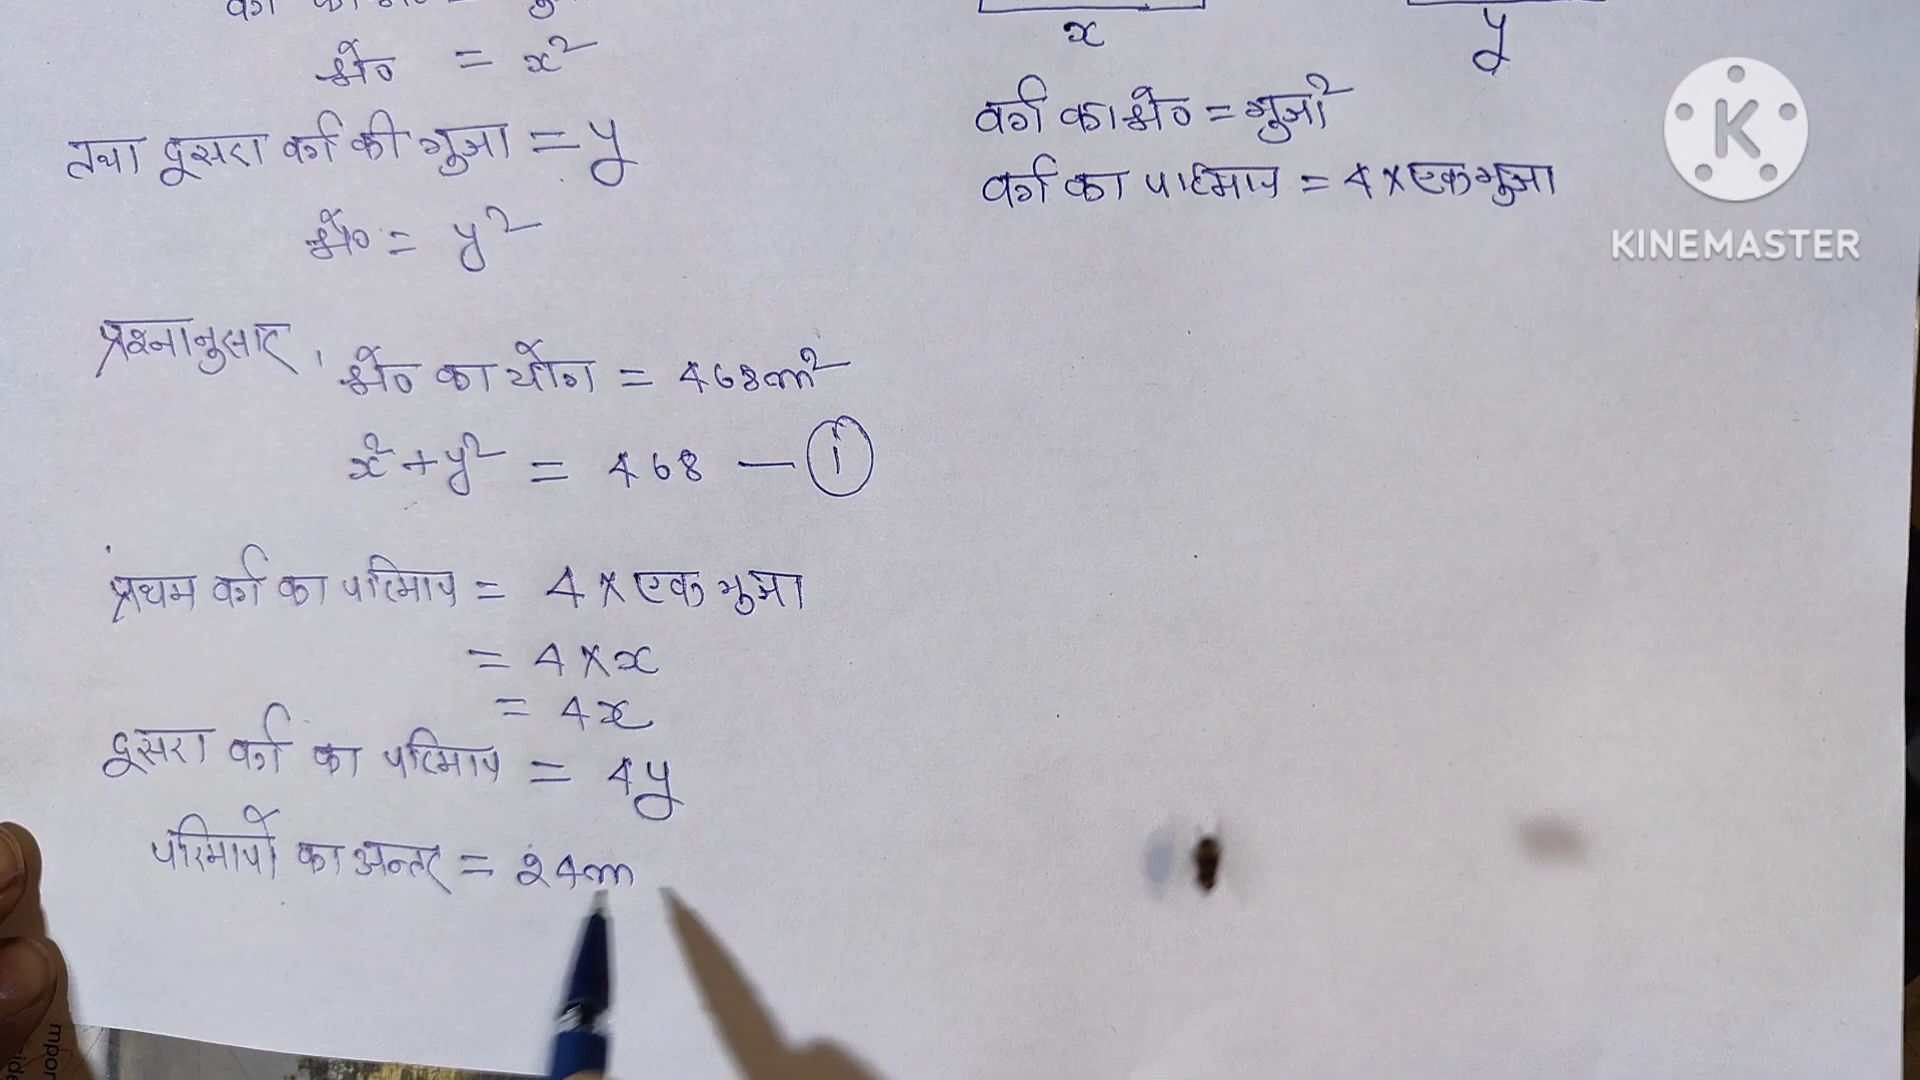 क्षे० = x²
तथा दूसरा वर्ग की भुजा = y
क्षे० = y²
प्रश्नानुसार,
क्षे० का योग = 468m²
x² + y² = 468 — (i)
प्रथम वर्ग का परिमाप = 4 × एक भुजा
= 4 × x
= 4x
दूसरा वर्ग का परिमाप = 4y
परिमापों का अन्तर = 24m
x
y
वर्ग का क्षे० = भुजा²
वर्ग का परिमाप = 4 × एक भुजा
K
KINEMASTER